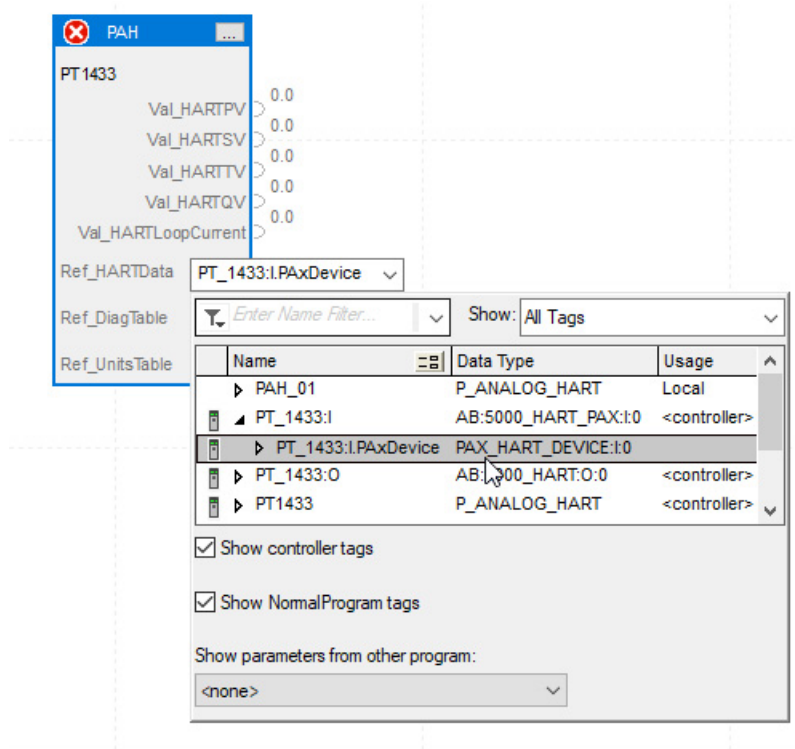 PAH ...
PT1433
Val_HARTPV 0.0
Val_HARTSV 0.0
Val_HARTTV 0.0
Val_HARTQV 0.0
Val_HARTLoopCurrent 0.0
Ref_HARTData PT_1433:I.PAxDevice
Ref_DiagTable Enter Name Filter... Show: All Tags
Ref_UnitsTable Name Data Type Usage
PAH_01 P_ANALOG_HART Local
PT_1433:I AB:5000_HART_PAX:I:0 <controller>
PT_1433:I.PAxDevice PAX_HART_DEVICE:I:0
PT_1433:O <controller>
PT1433 P_ANALOG_HART <controller>
Show controller tags
Show NormalProgram tags
Show parameters from other program:
<none>